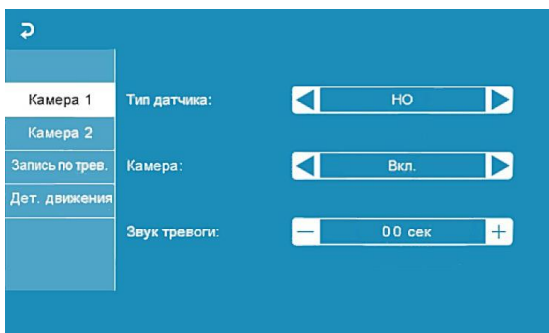 Камера 1
Тип датчика:
НО
Камера 2
Запись по трев.
Камера:
Вкл.
Дет. движения
Звук тревоги:
00 сек